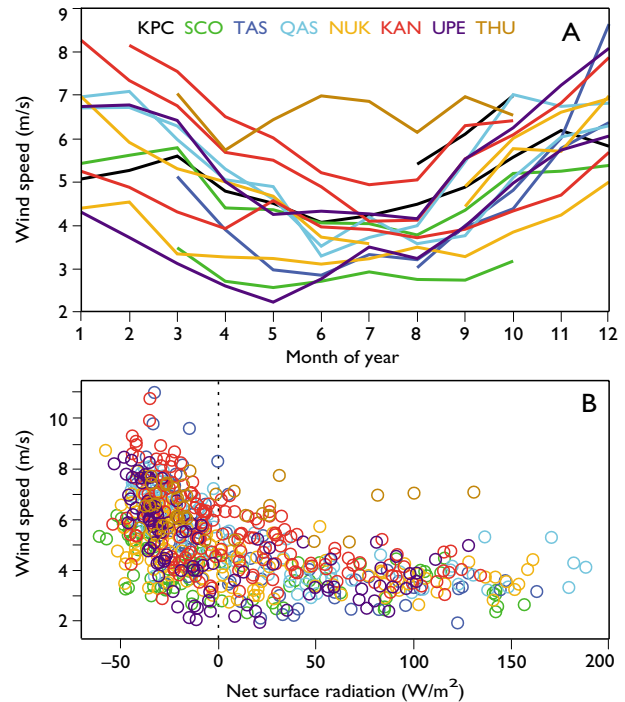 KPC SCO TAS QAS NUK KAN UPE THU
A
9
8
7
6
5
4
3
2
Wind speed (m/s)
1 2 3 4 5 6 7 8 9 10 11 12
Month of year
B
10
8
6
4
2
Wind speed (m/s)
−50 0 50 100 150 200
Net surface radiation (W/m²)